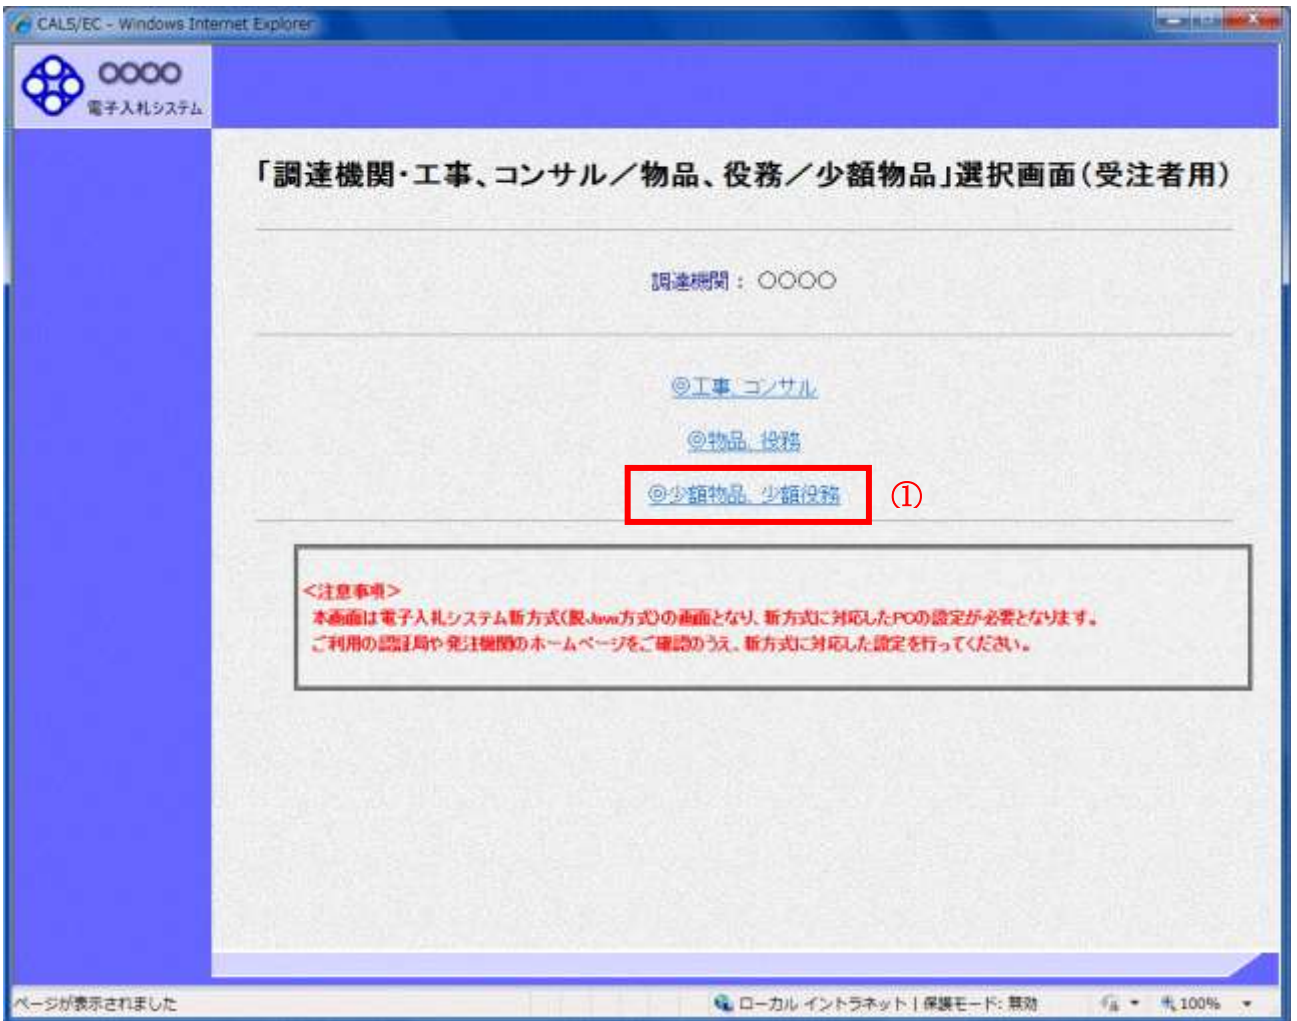 CALS/EC - Windows Internet Explorer
○○○○
電子入札システム
「調達機関・工事、コンサル／物品、役務／少額物品」選択画面(受注者用)
調達機関： ○○○○
◎工事、コンサル
◎物品、役務
◎少額物品、少額役務
①
＜注意事項＞
本画面は電子入札システム新方式(脱Java方式)の画面となり、新方式に対応したPCの設定が必要となります。
ご利用の認証局や発注機関のホームページをご確認のうえ、新方式に対応した設定を行ってください。
ページが表示されました
ローカル イントラネット | 保護モード: 無効
100%